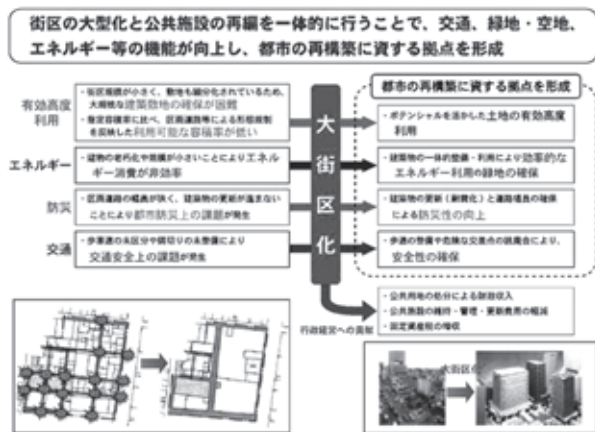 街区の大型化と公共施設の再編を一体的に行うことで、交通、緑地・空地、
エネルギー等の機能が向上し、都市の再構築に資する拠点を形成
都市の再構築に資する拠点を形成
有効高度
利用
・街区規模が小さく、敷地も細分化されているため、
大規模な建築敷地の確保が困難
・指定容積率に比べ、区画道路等による形態規制
を反映した利用可能な容積率が低い
大街区化
・ポテンシャルを活かした土地の有効高度
利用
エネルギー
・建物の老朽化や規模が小さいことによりエネル
ギー消費が非効率
・建築物の一体的整備・利用により効率的な
エネルギー利用の緑地の確保
防災
・区画道路の幅員が狭く、建築物の更新が進まない
ことにより都市防災上の課題が発生
・建築物の更新（耐震化）と道路幅員の確保
による防災性の向上
交通
・歩車道の未区分や隅切りの未整備により
交通安全上の課題が発生
・歩道の整備や危険な交差点の統廃合により、
安全性の確保
行政経営への貢献
・公共用地の処分による財政収入
・公共施設の維持・管理・更新費用の軽減
・固定資産税の増収
大街区